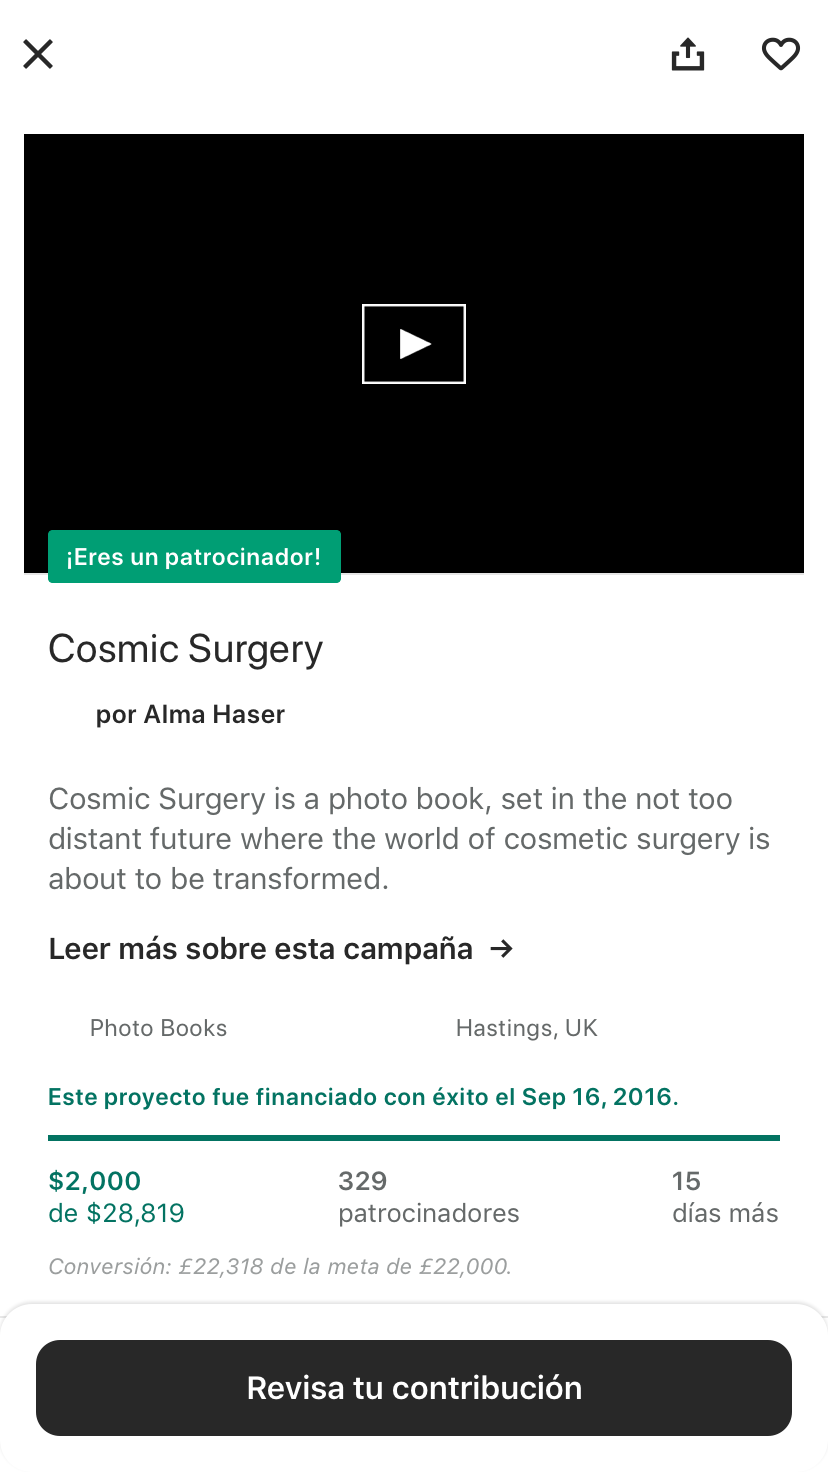 ¡Eres un patrocinador!
Cosmic Surgery
por Alma Haser
Cosmic Surgery is a photo book, set in the not too
distant future where the world of cosmetic surgery is
about to be transformed.
Leer más sobre esta campaña →
Photo Books
Hastings, UK
Este proyecto fue financiado con éxito el Sep 16, 2016.
$2,000
de $28,819
329
patrocinadores
15
días más
Conversión: £22,318 de la meta de £22,000.
Revisa tu contribución